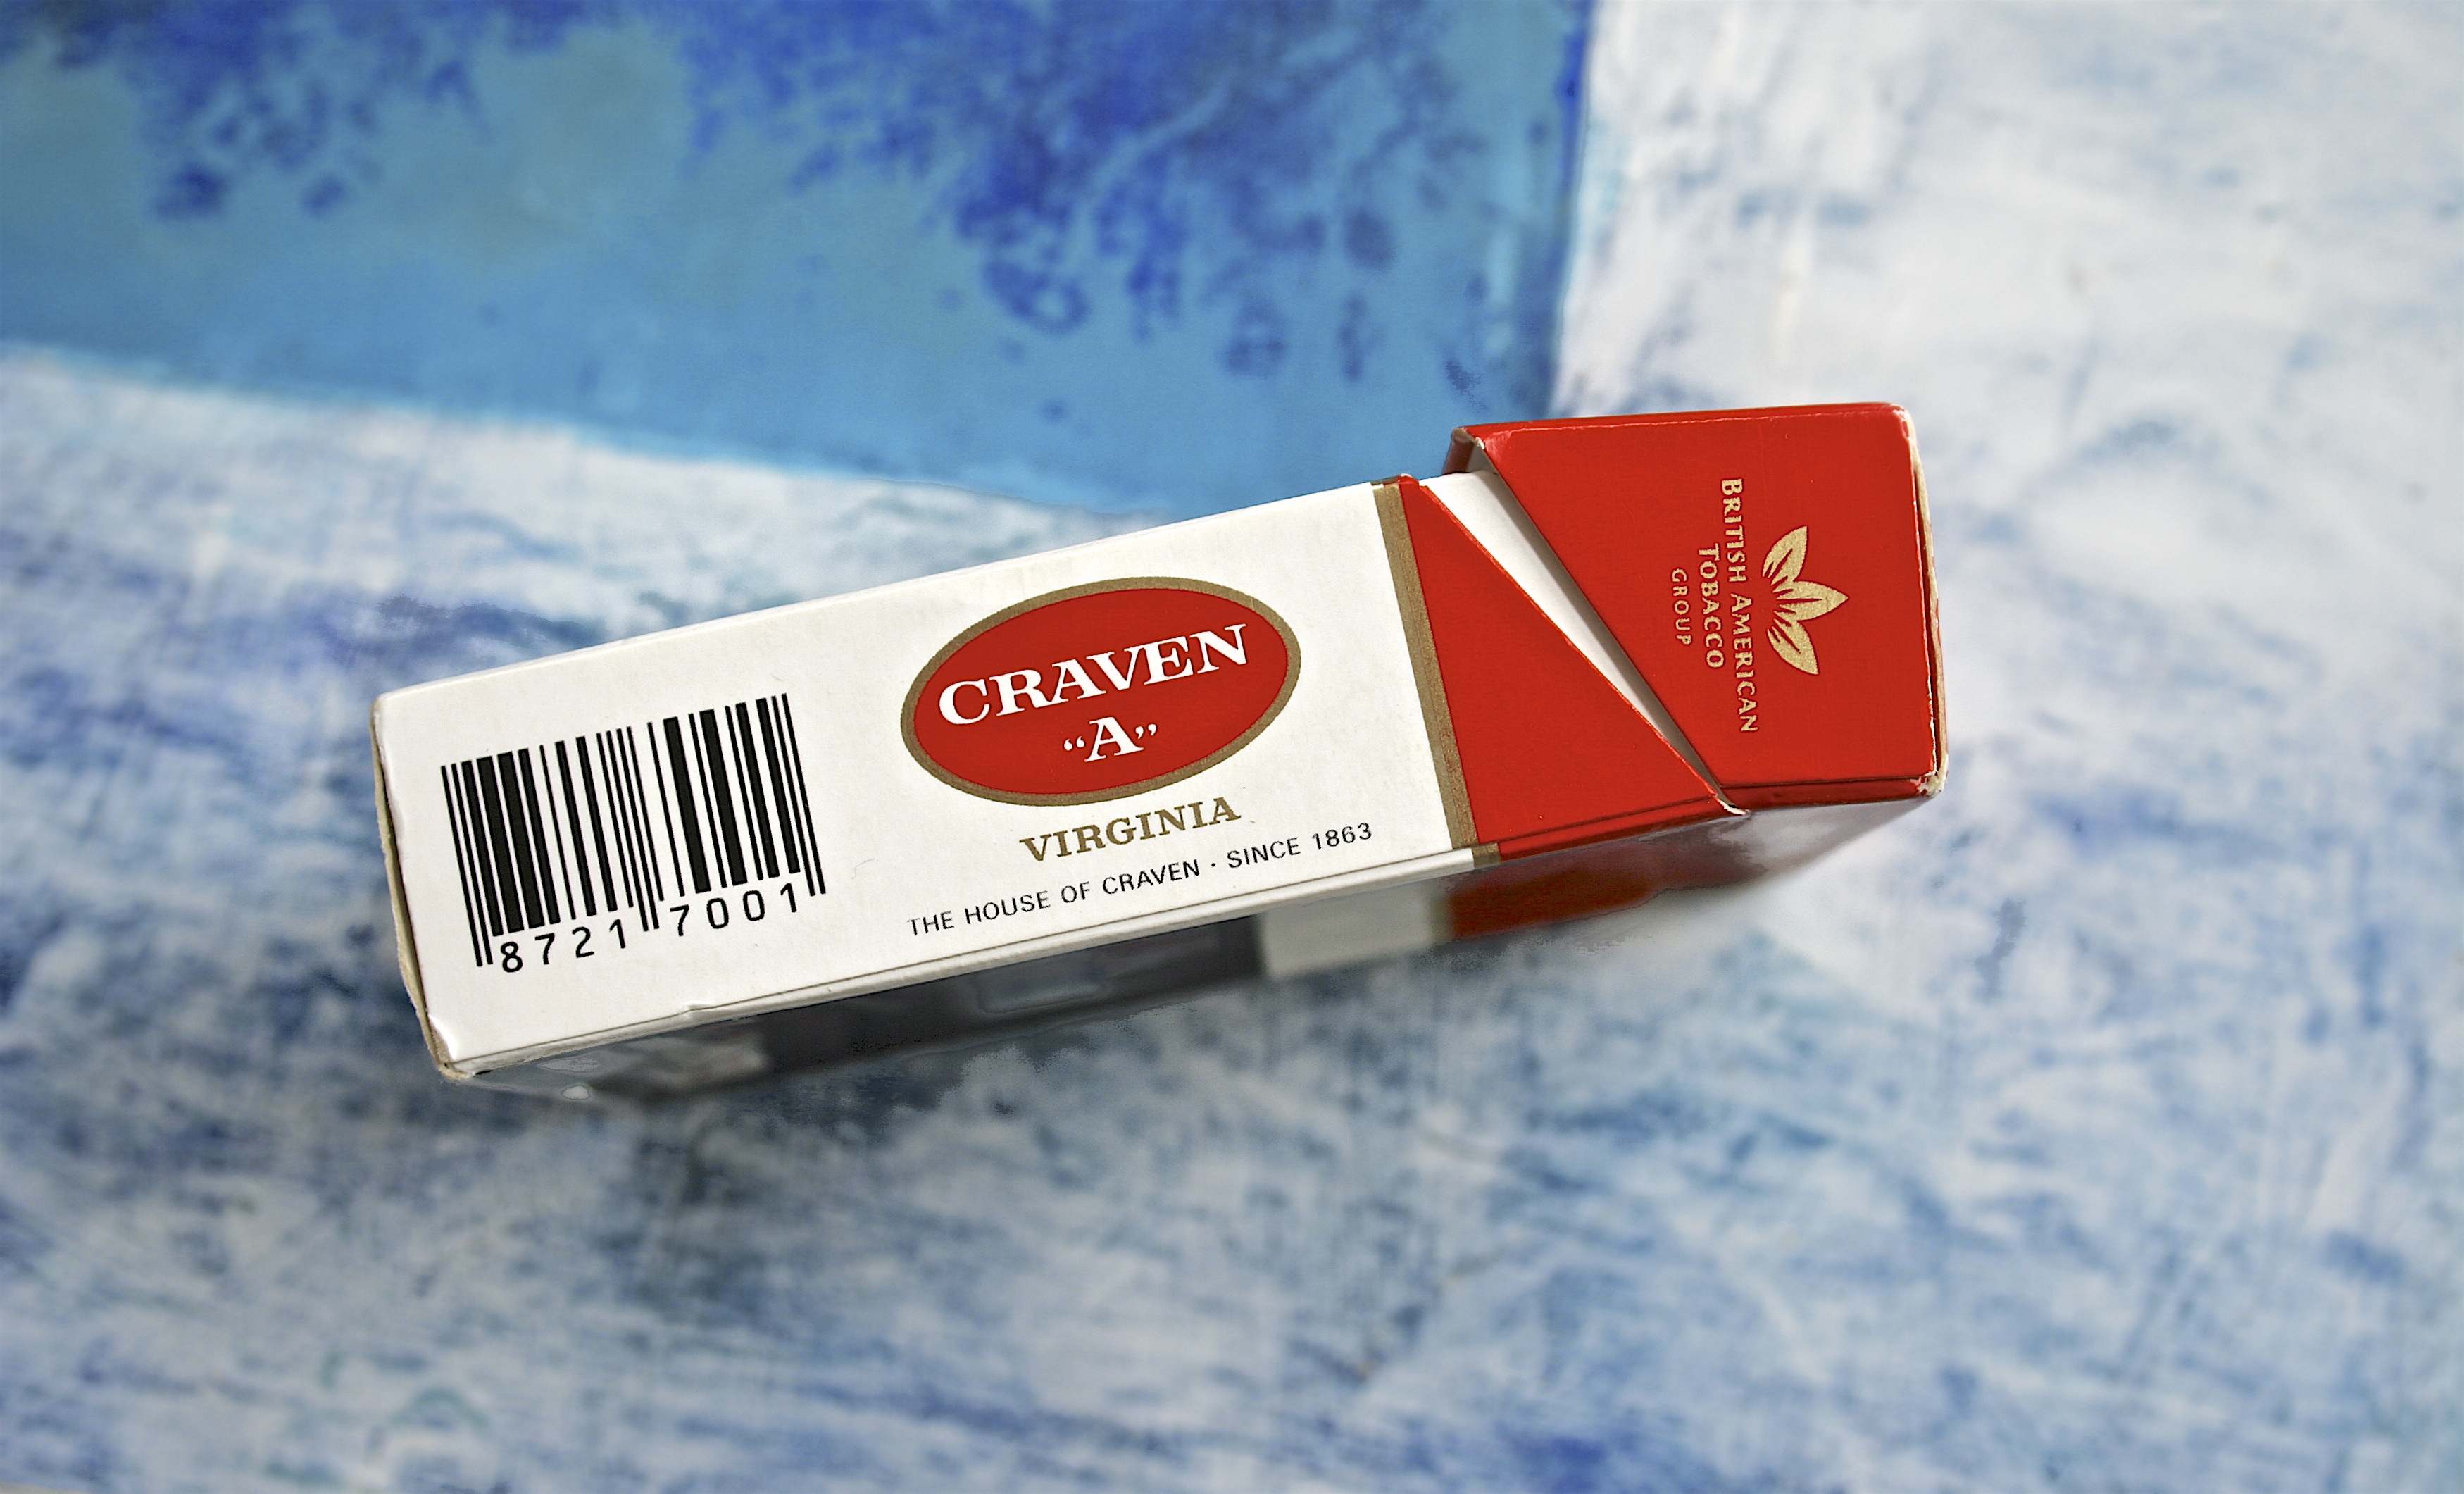 CRAVEN
“A”
VIRGINIA
THE HOUSE OF CRAVEN · SINCE 1863
8721 7001
BRITISH AMERICAN
TOBACCO
GROUP